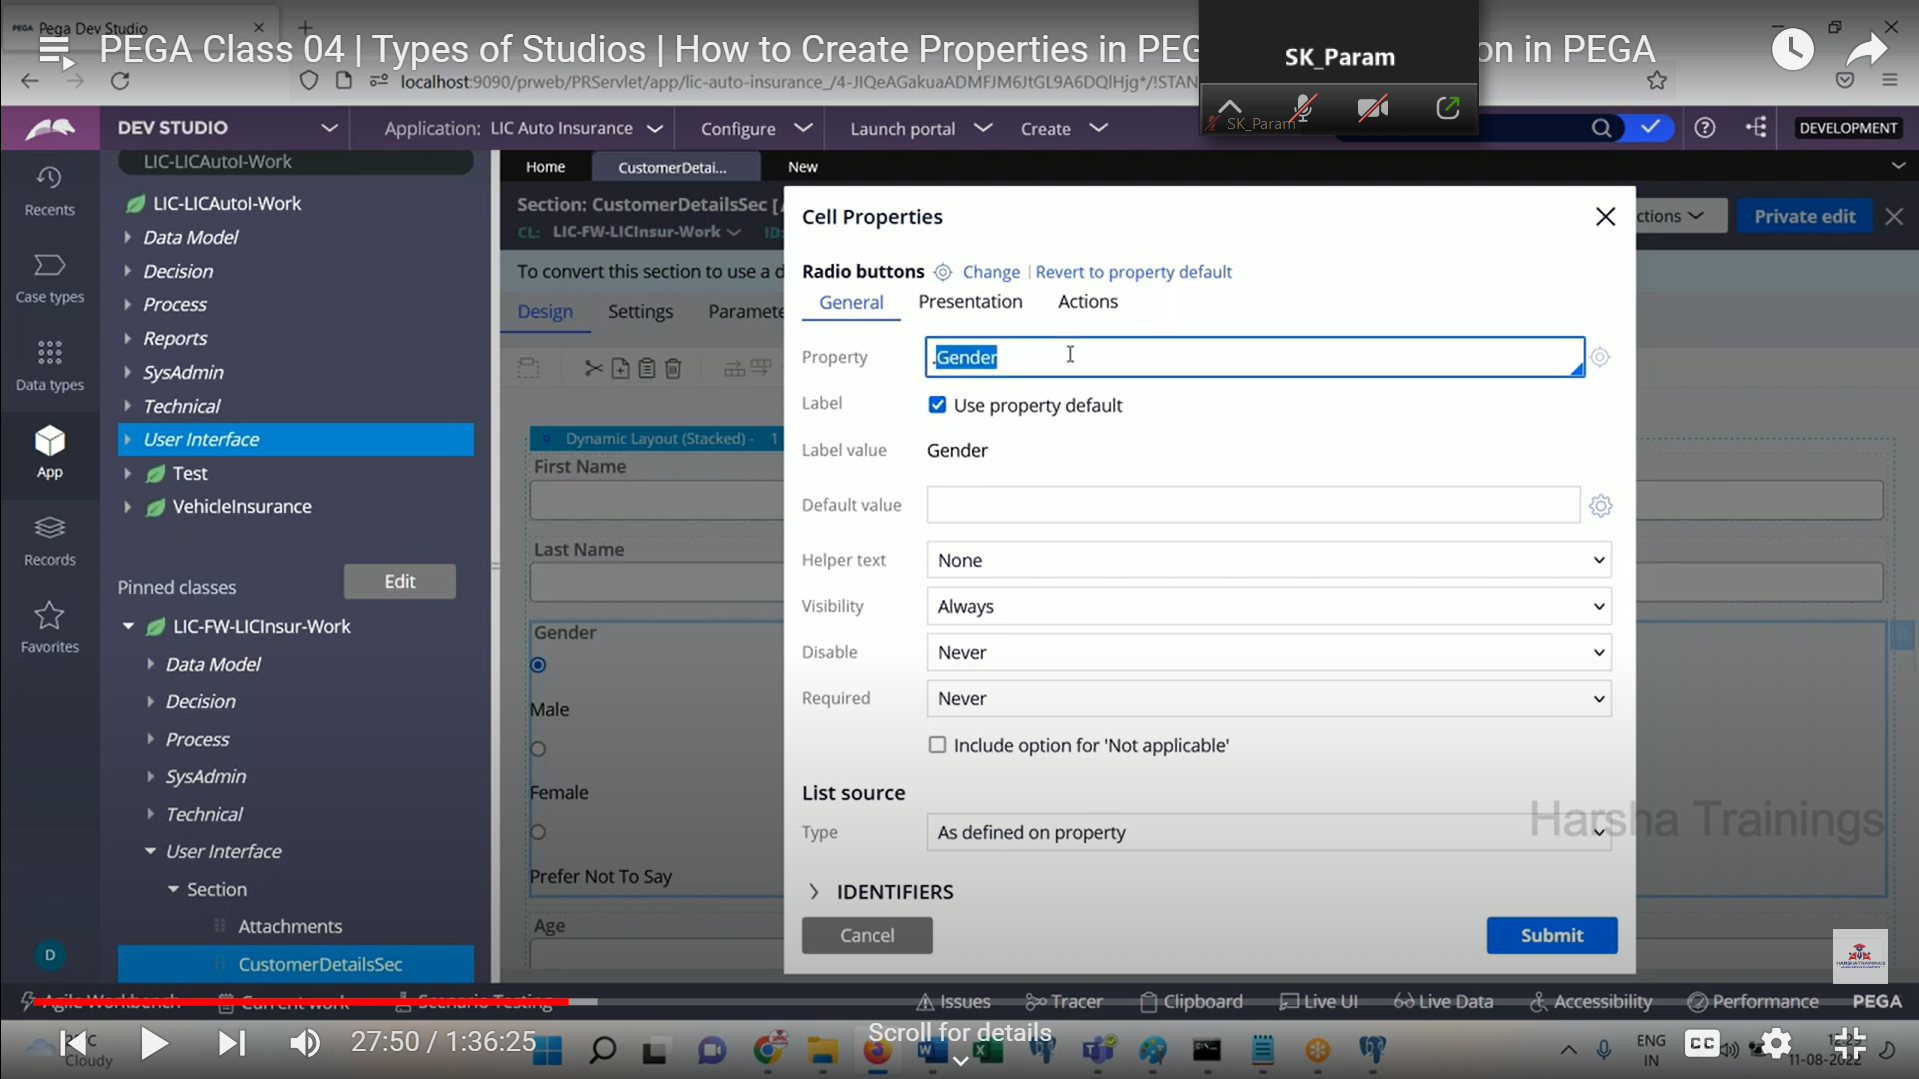 PEGA Pega Dev Studio
PEGA Class 04 | Types of Studios | How to Create Properties in PEG
on in PEGA
SK_Param
SK_Param
localhost:9090/prweb/PRServlet/app/lic-auto-insurance_/4-JIQeAGakuaADMFJM6JtGL9A6DQlHjg*/!STAN
DEV STUDIO
Application: LIC Auto Insurance
Configure
Launch portal
Create
DEVELOPMENT
Recents
Case types
Data types
App
Records
Favorites
D
LIC-LICAutoI-Work
LIC-LICAutoI-Work
Data Model
Decision
Process
Reports
SysAdmin
Technical
User Interface
Test
VehicleInsurance
Pinned classes
Edit
LIC-FW-LICInsur-Work
Data Model
Decision
Process
SysAdmin
Technical
User Interface
Section
Attachments
CustomerDetailsSec
Home
CustomerDetai...
New
Section: CustomerDetailsSec [
CL: LIC-FW-LICInsur-Work ID:
ctions
Private edit
To convert this section to use a d
Design
Settings
Paramete
Dynamic Layout (Stacked) - 1
First Name
Last Name
Gender
Male
Female
Prefer Not To Say
Age
Cell Properties
Radio buttons Change | Revert to property default
General
Presentation
Actions
Property .Gender
Label Use property default
Label value Gender
Default value
Helper text None
Visibility Always
Disable Never
Required Never
Include option for 'Not applicable'
List source
Type As defined on property
IDENTIFIERS
Cancel
Submit
Harsha Trainings
HARSHA TRAININGS
Agile Workbench
Current work
Scenario Testing
Issues
Tracer
Clipboard
Live UI
Live Data
Accessibility
Performance
PEGA
27:50 / 1:36:25
Scroll for details
Cloudy
ENG
IN
CC
11-08-2022